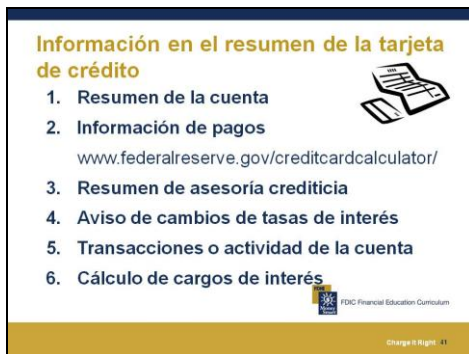 Información en el resumen de la tarjeta
de crédito
1. Resumen de la cuenta
2. Información de pagos
www.federalreserve.gov/creditcardcalculator/
3. Resumen de asesoría crediticia
4. Aviso de cambios de tasas de interés
5. Transacciones o actividad de la cuenta
6. Cálculo de cargos de interés
FDIC Financial Education Curriculum
Charge It Right 41